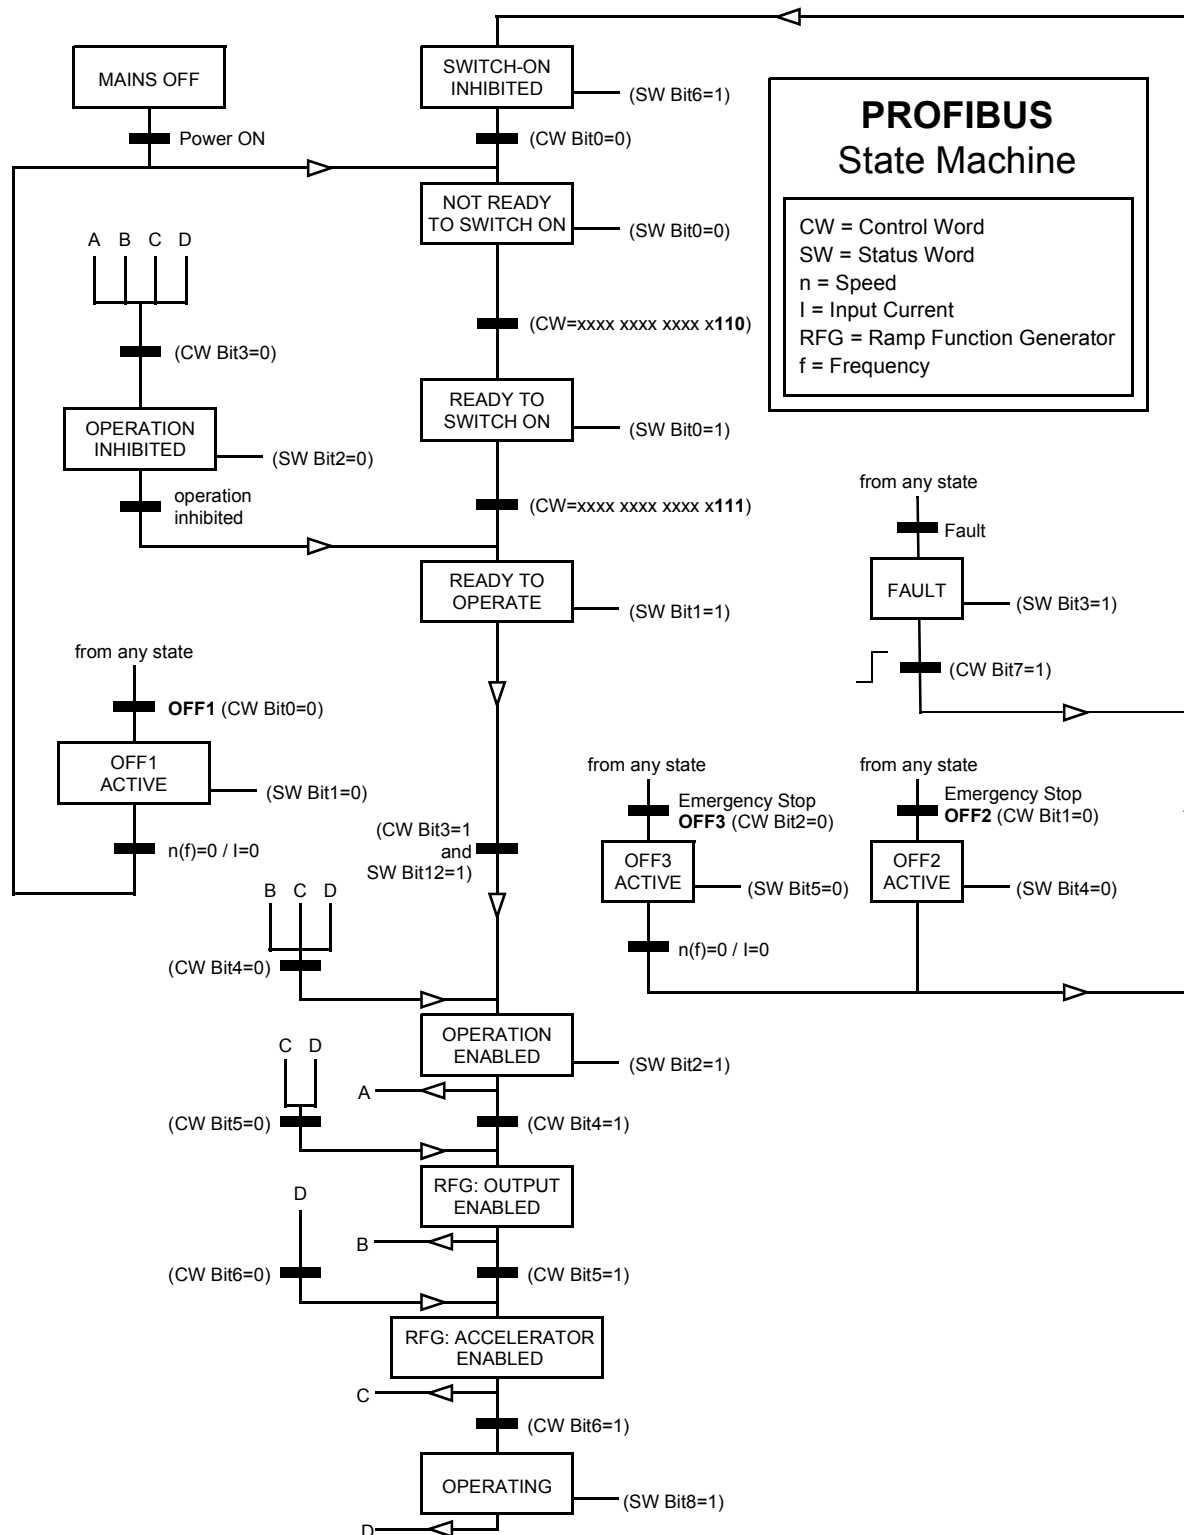 MAINS OFF
Power ON
SWITCH-ON
INHIBITED
(SW Bit6=1)
(CW Bit0=0)
PROFIBUS
State Machine
CW = Control Word
SW = Status Word
n = Speed
I = Input Current
RFG = Ramp Function Generator
f = Frequency
NOT READY
TO SWITCH ON
(SW Bit0=0)
A B C D
(CW Bit3=0)
(CW=xxxx xxxx xxxx x110)
OPERATION
INHIBITED
(SW Bit2=0)
operation
inhibited
READY TO
SWITCH ON
(SW Bit0=1)
(CW=xxxx xxxx xxxx x111)
READY TO
OPERATE
(SW Bit1=1)
from any state
Fault
FAULT
(SW Bit3=1)
(CW Bit7=1)
from any state
OFF1 (CW Bit0=0)
OFF1
ACTIVE
(SW Bit1=0)
n(f)=0 / I=0
(CW Bit3=1
and
SW Bit12=1)
from any state
Emergency Stop
OFF3 (CW Bit2=0)
OFF3
ACTIVE
(SW Bit5=0)
n(f)=0 / I=0
from any state
Emergency Stop
OFF2 (CW Bit1=0)
OFF2
ACTIVE
(SW Bit4=0)
B C D
(CW Bit4=0)
OPERATION
ENABLED
(SW Bit2=1)
A
C D
(CW Bit5=0)
(CW Bit4=1)
RFG: OUTPUT
ENABLED
D
B
(CW Bit6=0)
(CW Bit5=1)
RFG: ACCELERATOR
ENABLED
C
(CW Bit6=1)
OPERATING
(SW Bit8=1)
D